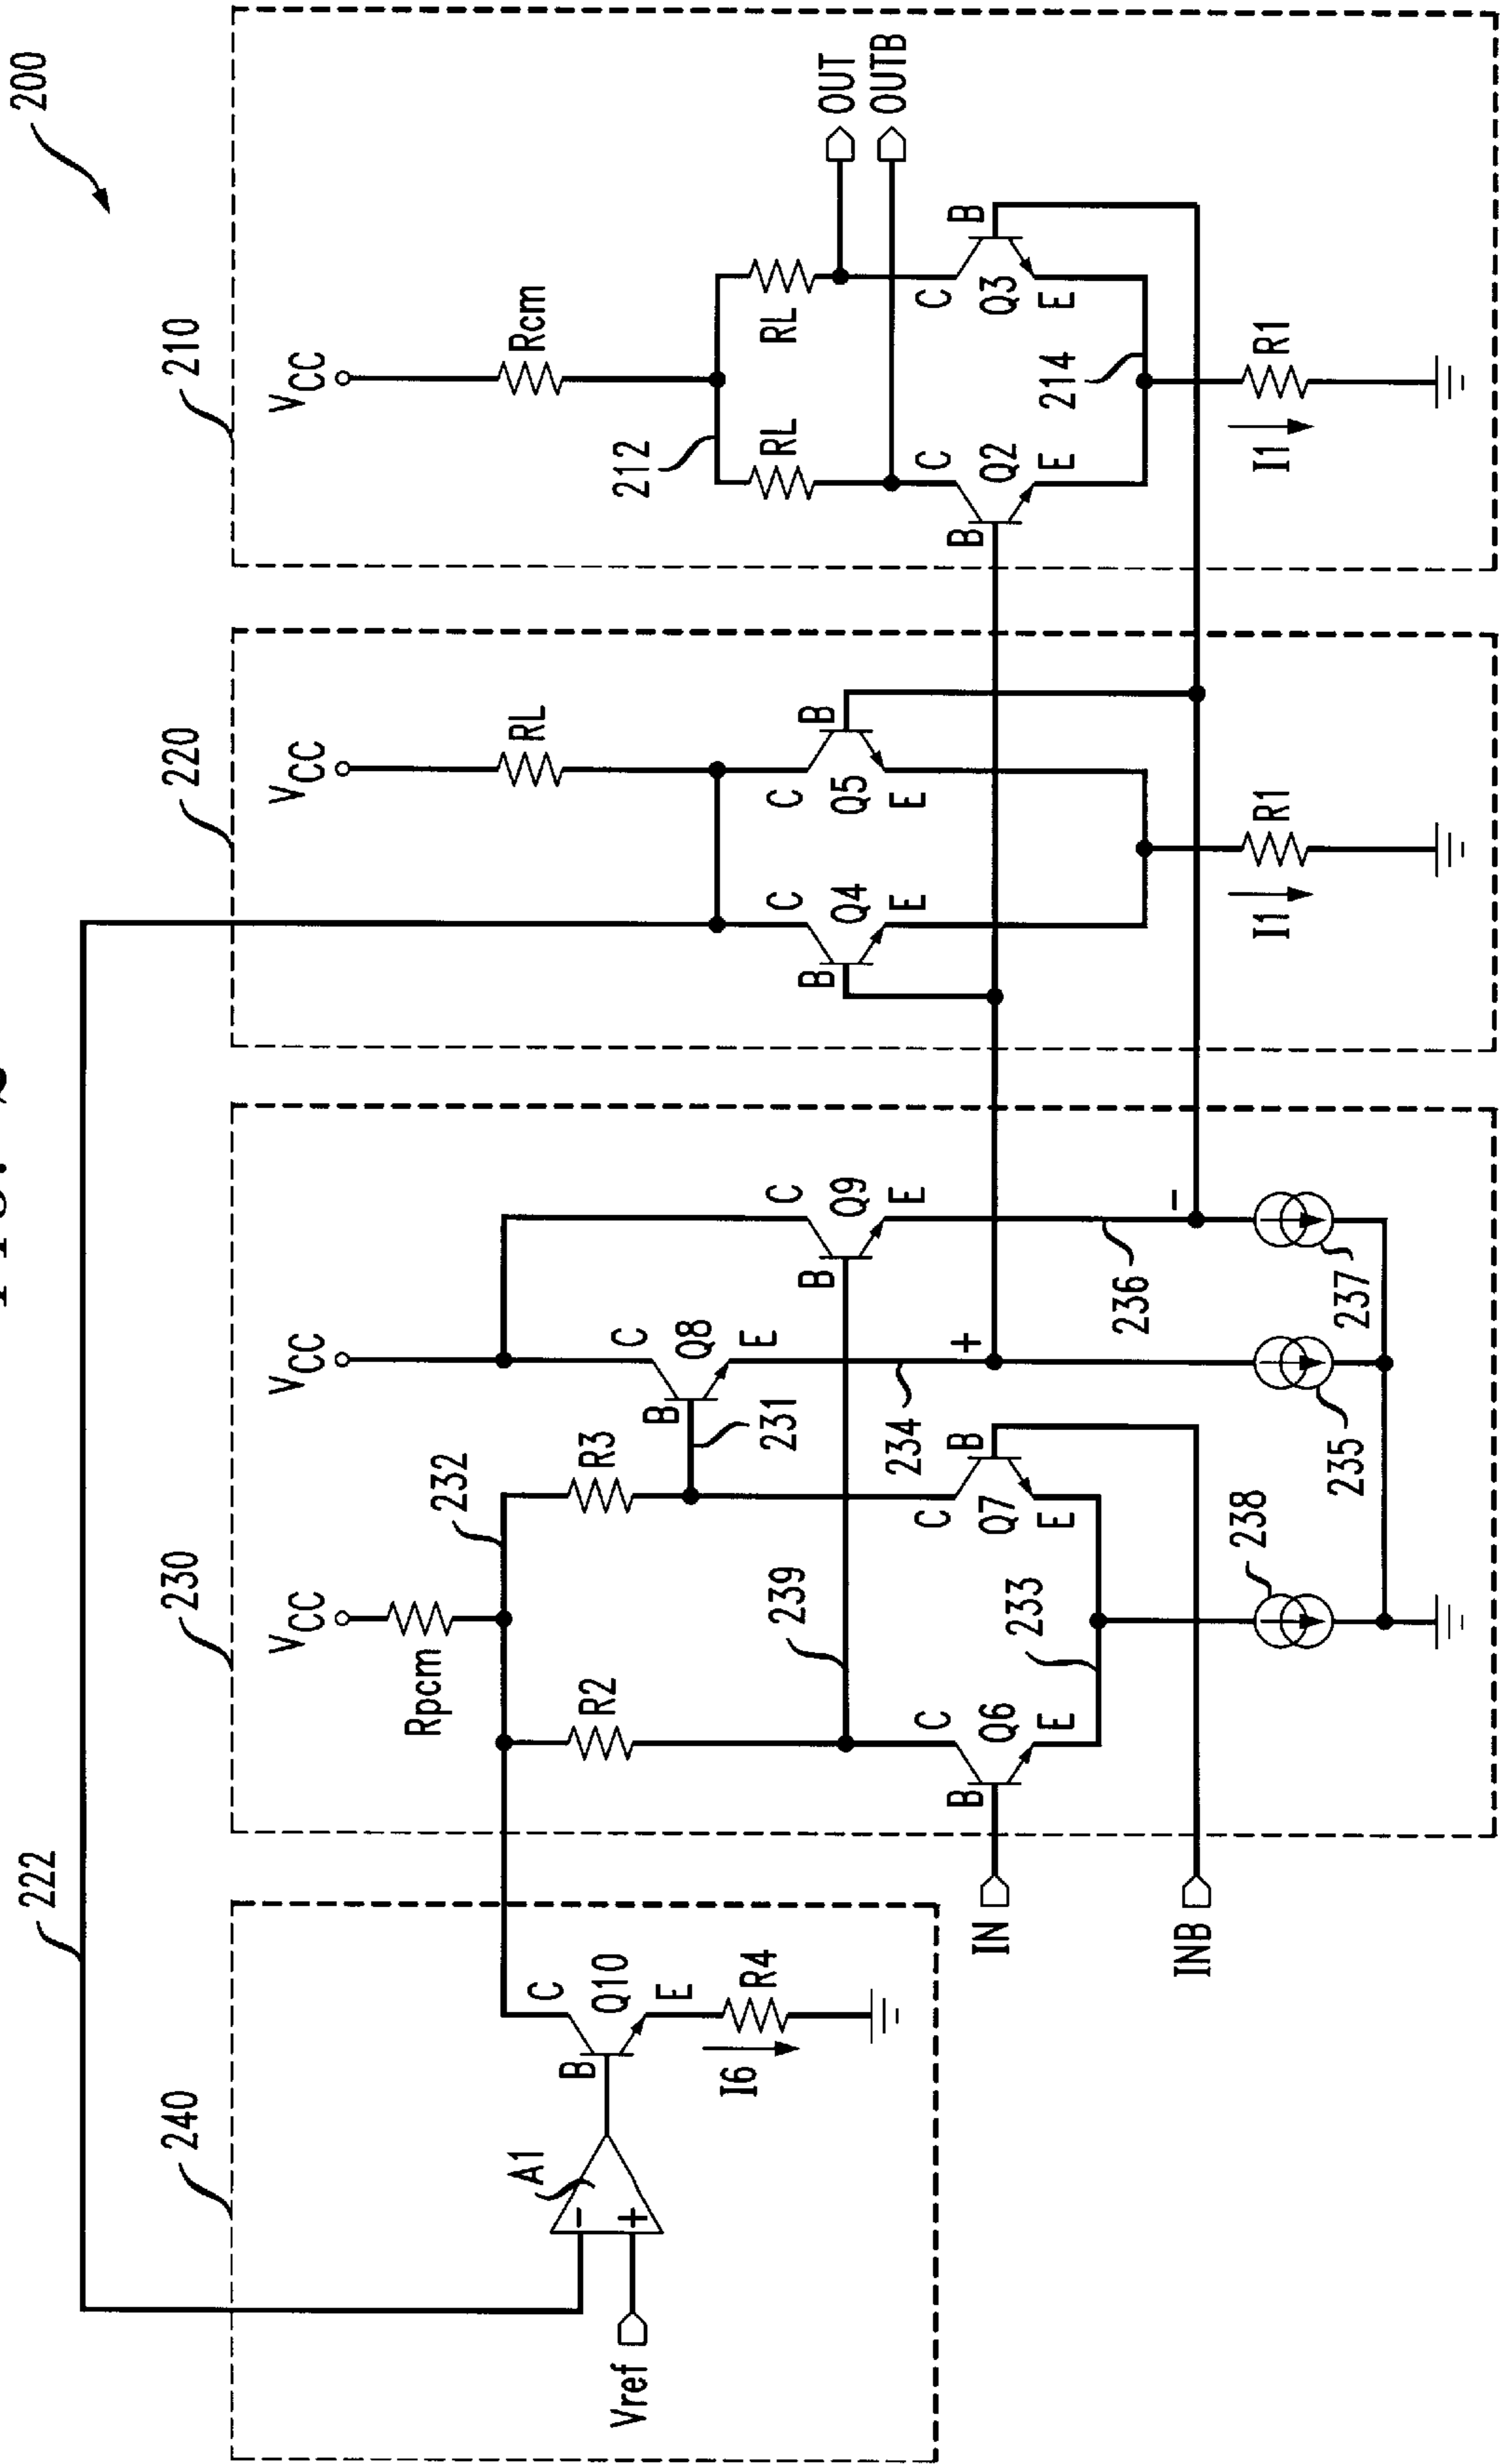 200
222
240
A1
-
+
Vref
B
C
Q10
E
I6
R4
230
VCC
Rpcm
232
R2
R3
239
231
B
C
Q8
E
VCC
C
B
Q9
E
IN
INB
B
C
Q6
E
233
C
B
Q7
E
234
+
236
-
238
235
237
220
VCC
RL
C
B
Q4
E
C
B
Q5
E
I1
R1
210
VCC
Rcm
212
RL
RL
OUT
OUTB
C
B
Q2
E
C
B
Q3
E
214
I1
R1